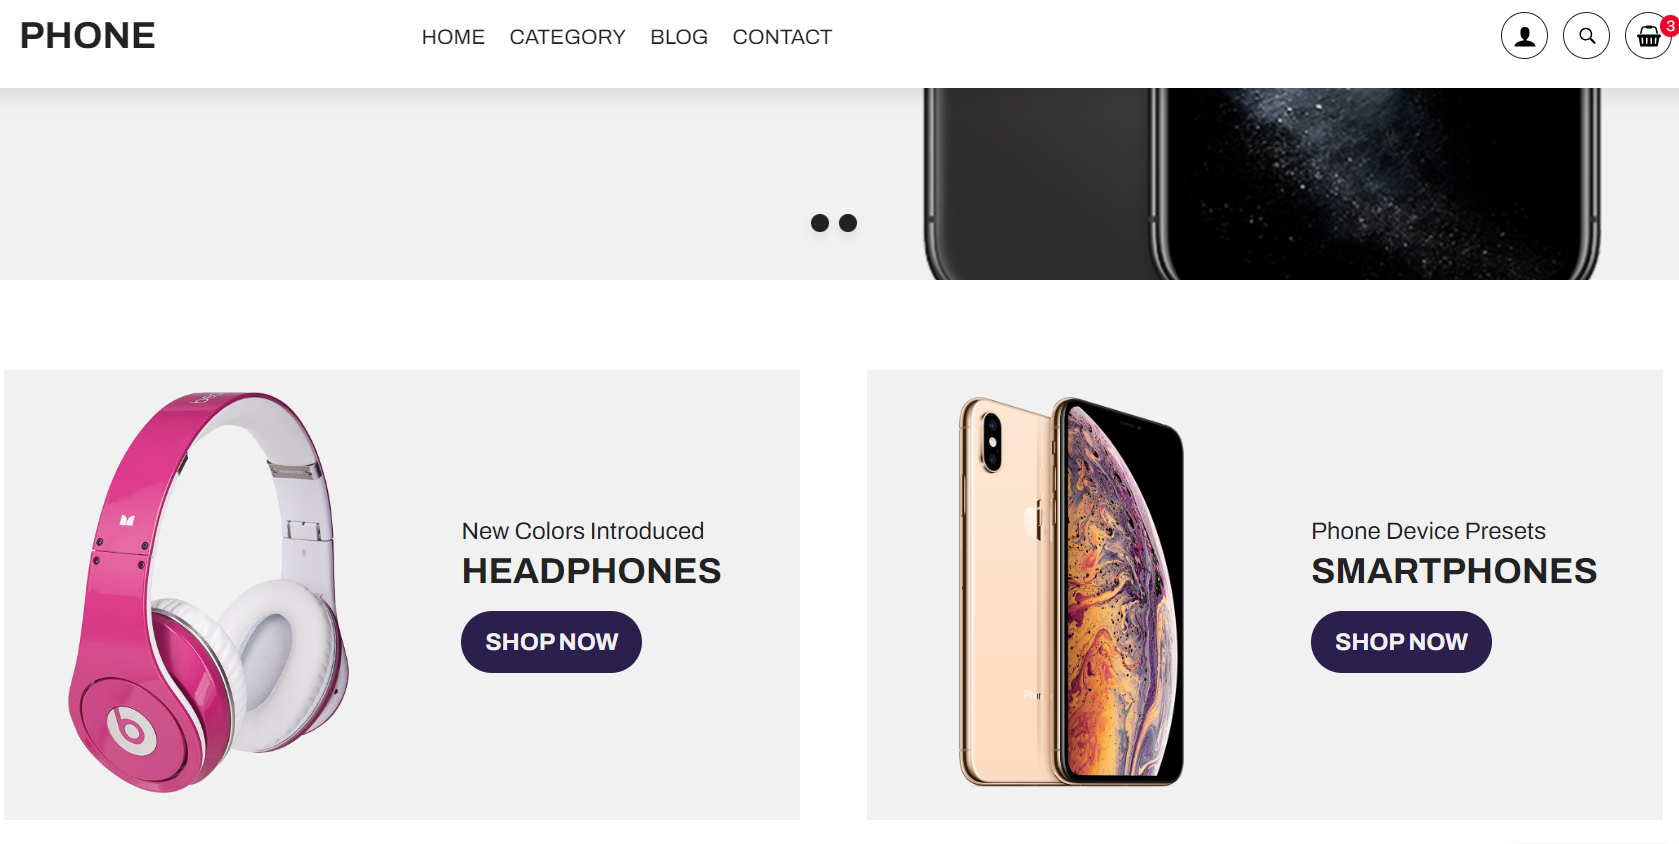 PHONE
HOME CATEGORY BLOG CONTACT
3
New Colors Introduced
HEADPHONES
SHOP NOW
b
Phone Device Presets
SMARTPHONES
SHOP NOW